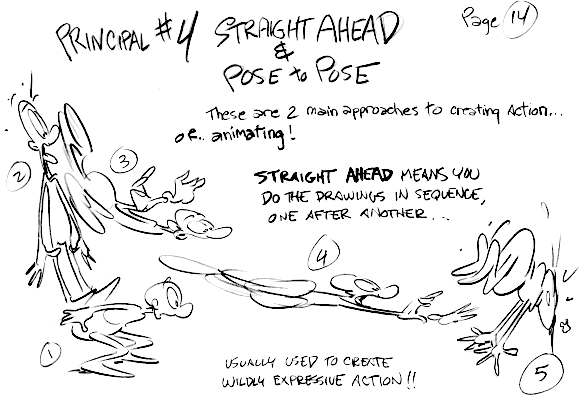 PRINCIPAL #4 STRAIGHT AHEAD
&
POSE to POSE
Page 14
These are 2 main approaches to creating Action...
or.. animating!
STRAIGHT AHEAD MEANS YOU
DO THE DRAWINGS IN SEQUENCE,
ONE AFTER ANOTHER...
2
3
4
1
5
USUALLY USED TO CREATE
WILDLY EXPRESSIVE ACTION!!